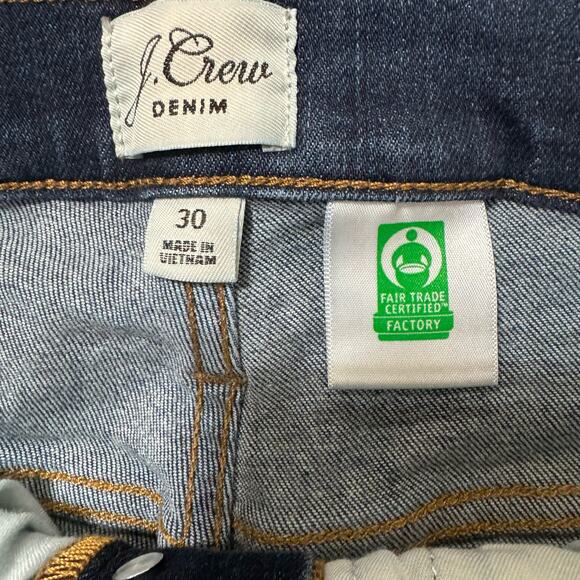 J.Crew
DENIM
30
MADE IN
VIETNAM
FAIR TRADE
CERTIFIED™
FACTORY